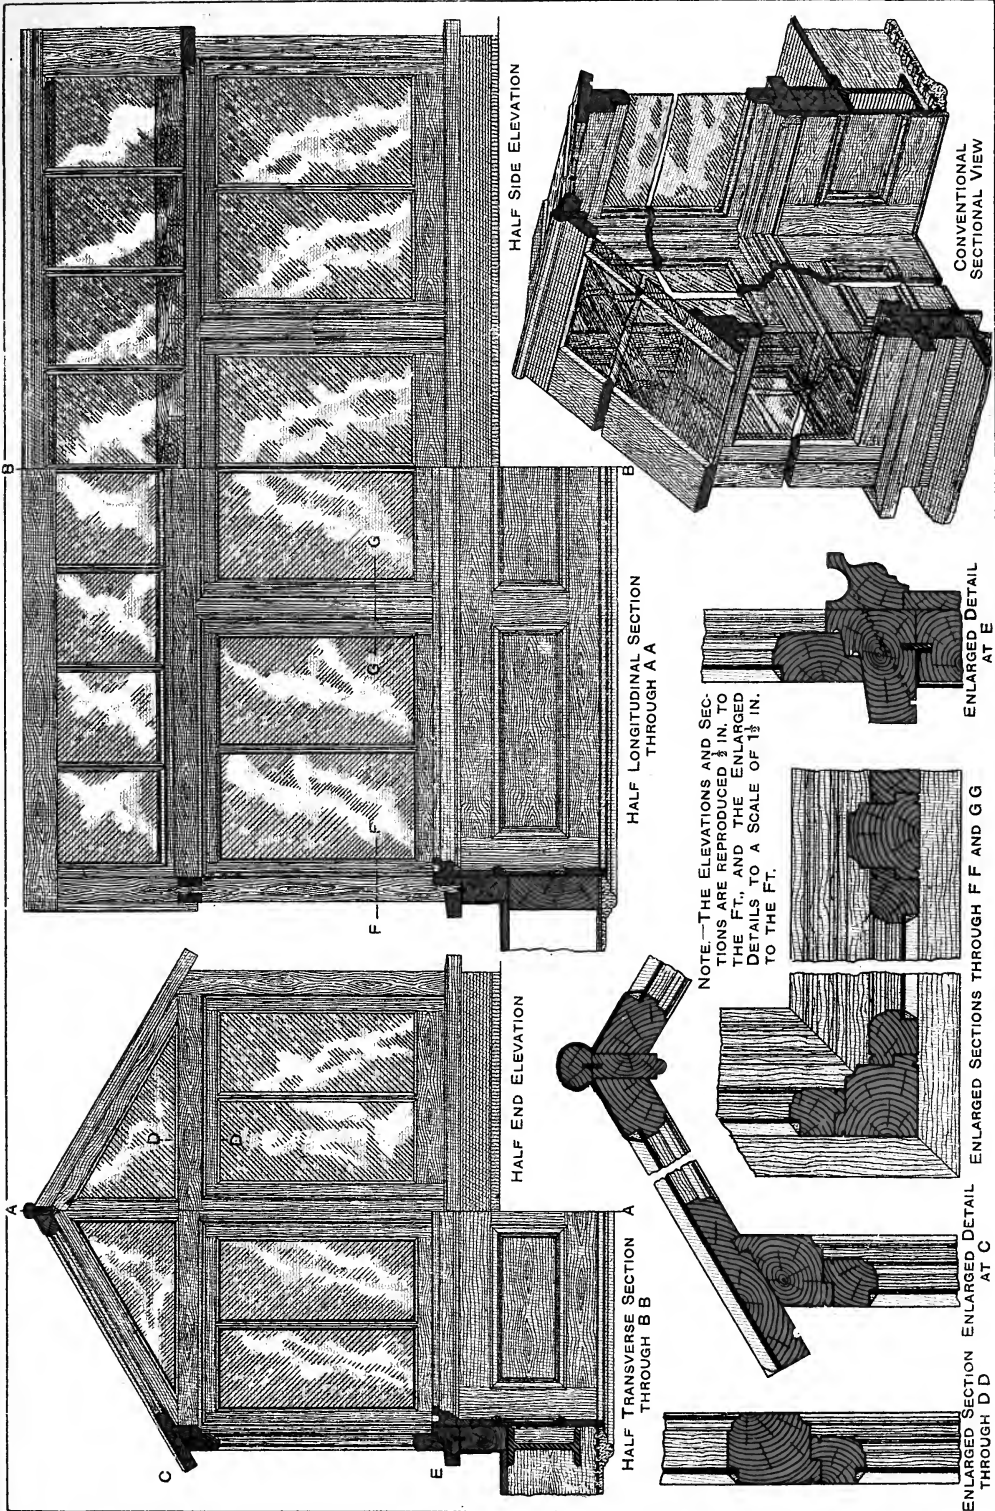 A
D
D
C
E
A
HALF END ELEVATION
HALF TRANSVERSE SECTION
THROUGH B B
B
B
G
G
F
F
HALF SIDE ELEVATION
HALF LONGITUDINAL SECTION
THROUGH A A
NOTE.—THE ELEVATIONS AND SEC-
TIONS ARE REPRODUCED ½ IN. TO
THE FT., AND THE ENLARGED
DETAILS TO A SCALE OF 1½ IN.
TO THE FT.
CONVENTIONAL
SECTIONAL VIEW
ENLARGED SECTION
THROUGH D D
ENLARGED DETAIL
AT C
ENLARGED SECTIONS THROUGH F F AND G G
ENLARGED DETAIL
AT E